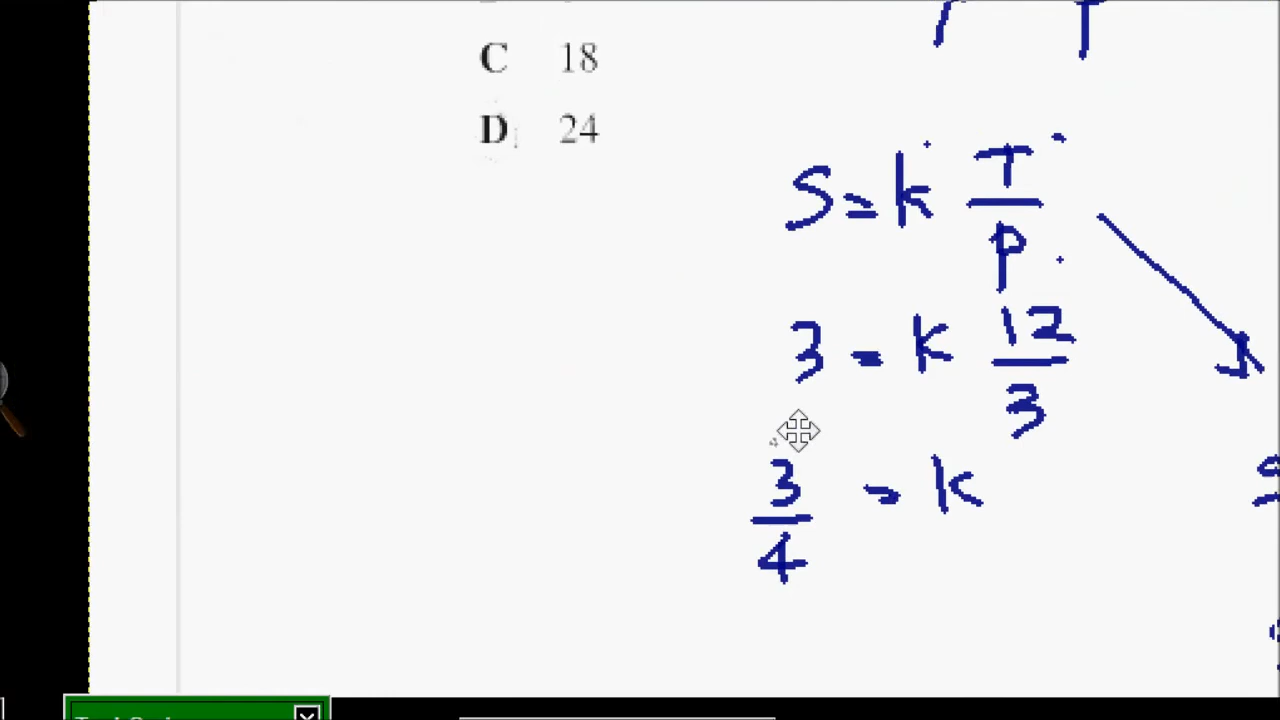 C 18
D 24
S = k T/P
3 = k 12/3
3/4 = k